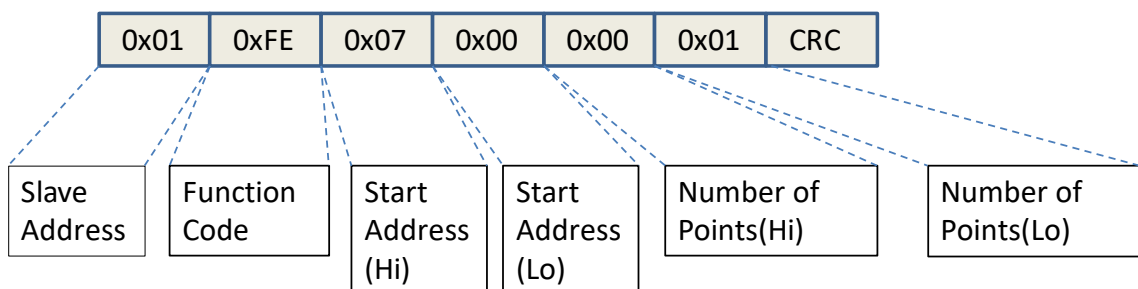 0x01 0xFE 0x07 0x00 0x00 0x01 CRC
Slave
Address
Function
Code
Start
Address
(Hi)
Start
Address
(Lo)
Number of
Points(Hi)
Number of
Points(Lo)